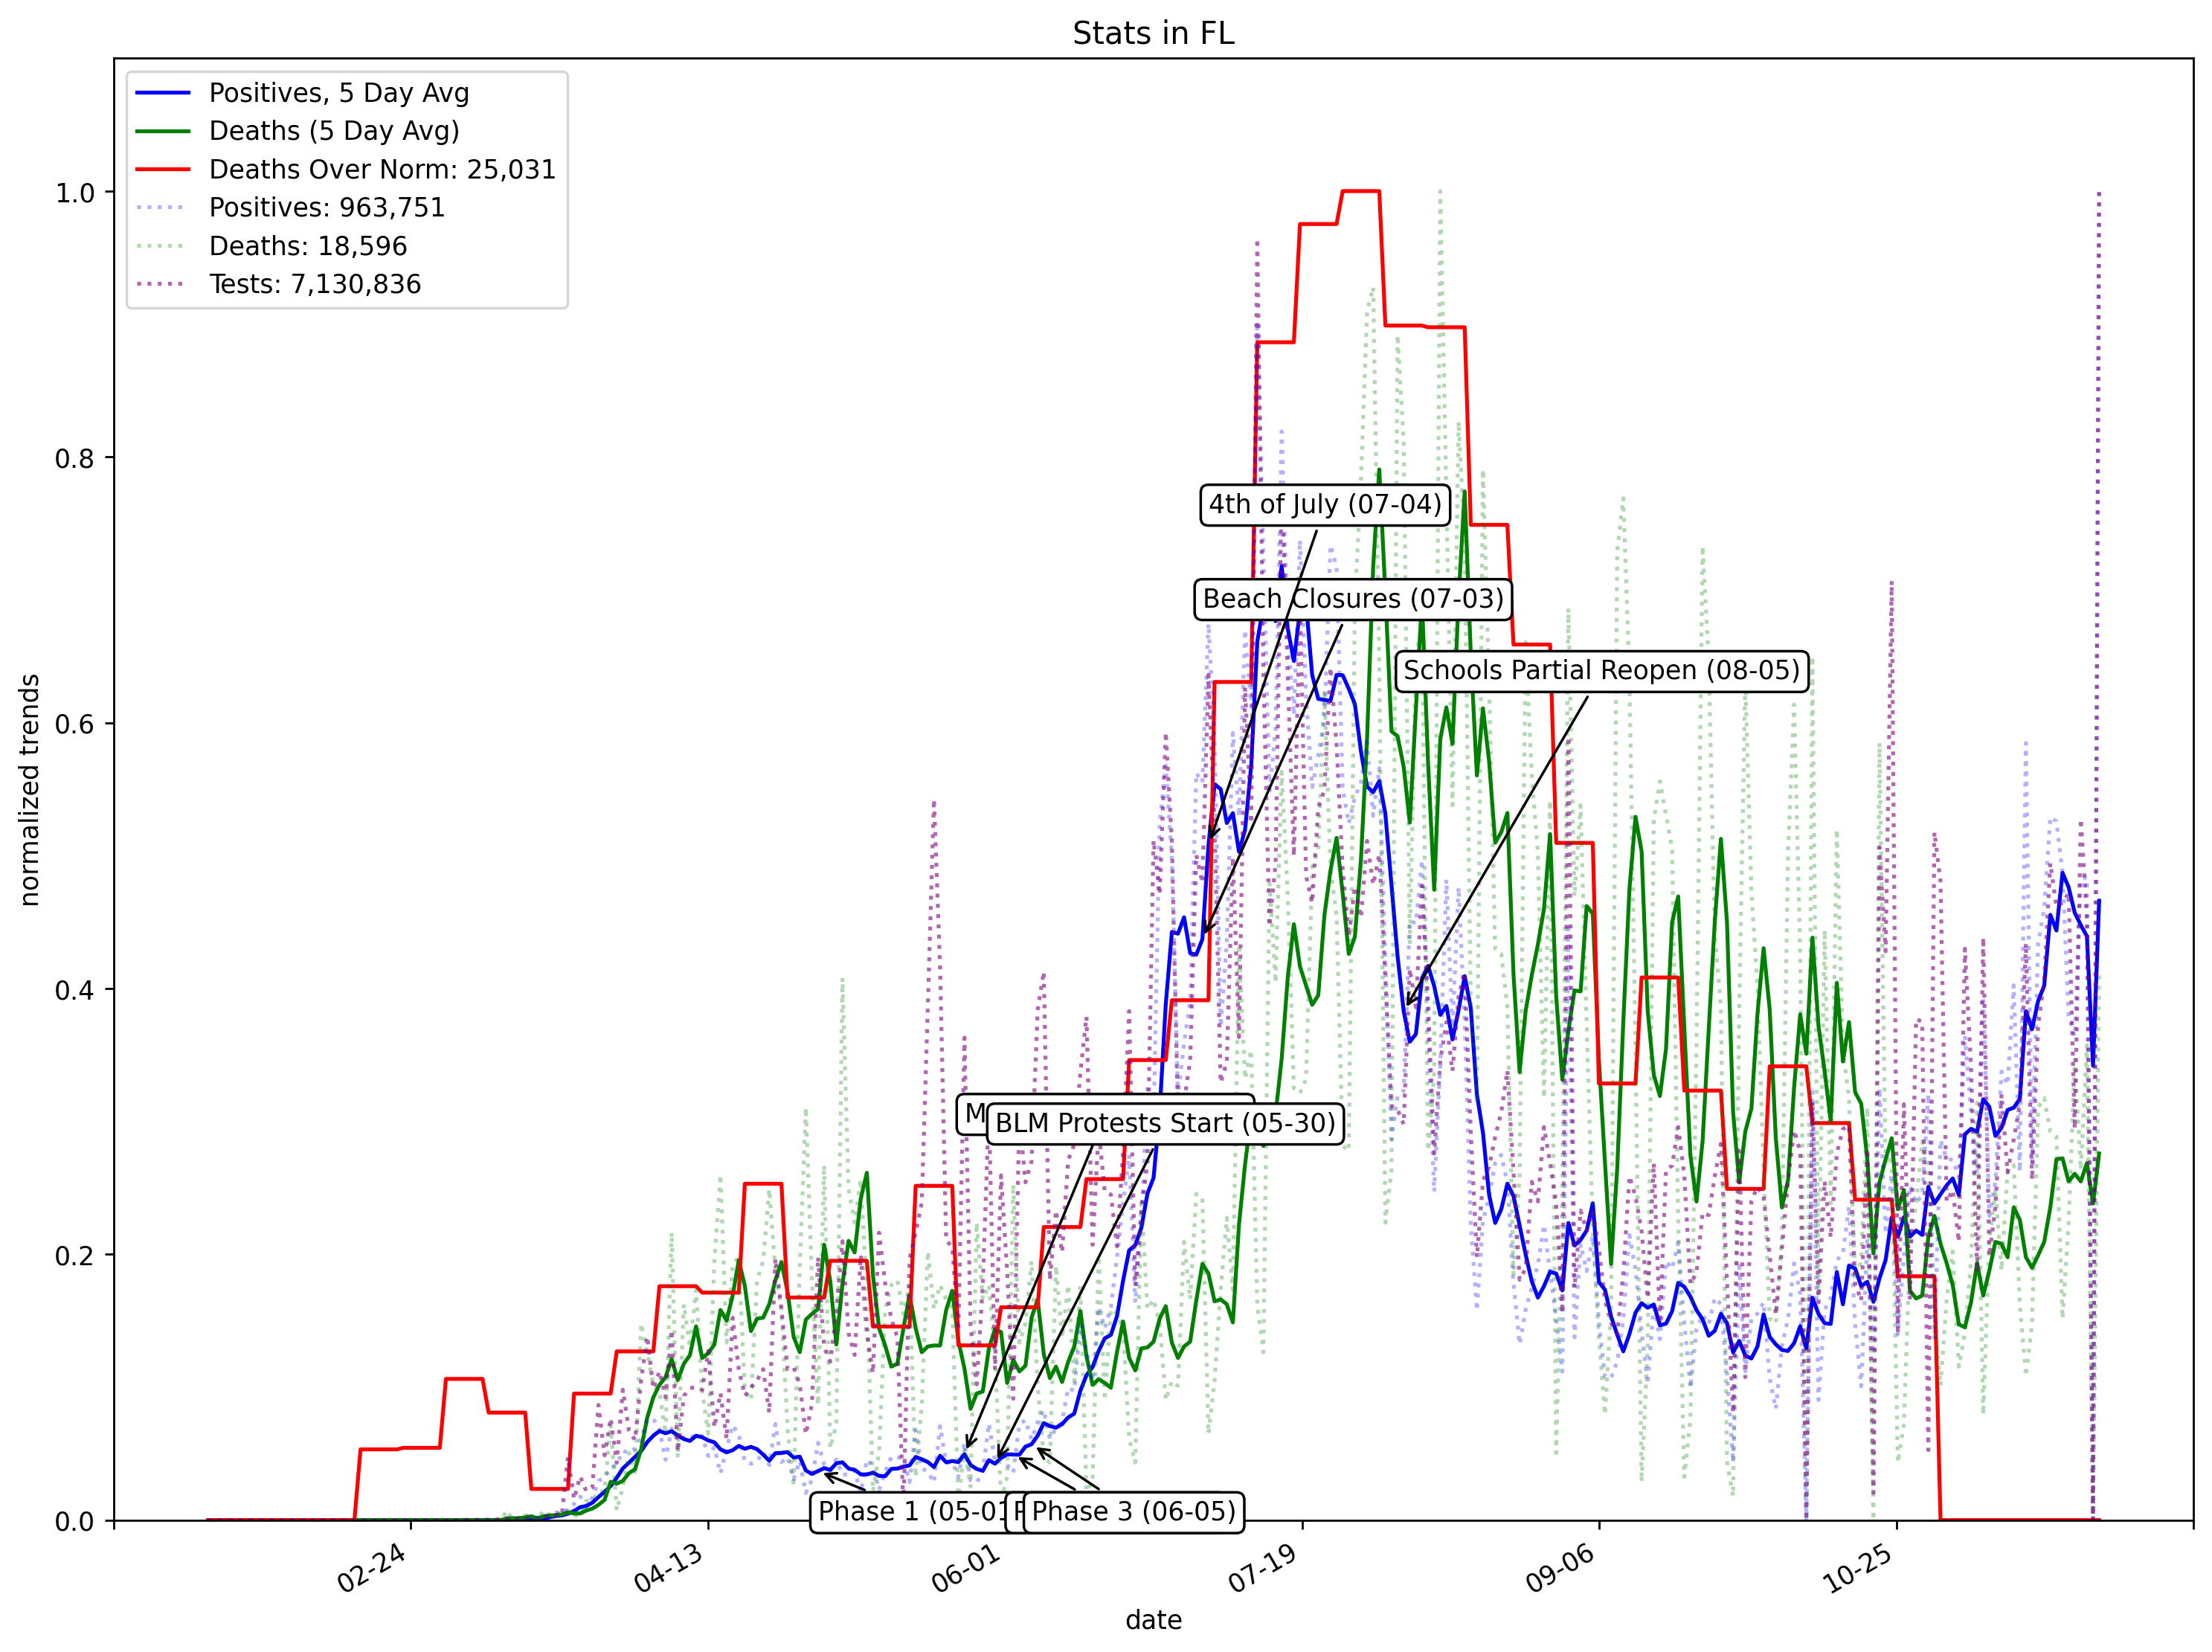 Stats in FL
Positives, 5 Day Avg
Deaths (5 Day Avg)
Deaths Over Norm: 25,031
Positives: 963,751
Deaths: 18,596
Tests: 7,130,836
normalized trends
1.0
0.8
0.6
0.4
0.2
0.0
4th of July (07-04)
Beach Closures (07-03)
Schools Partial Reopen (08-05)
BLM Protests Start (05-30)
Phase 1 (05-01
Phase 3 (06-05)
02-24
04-13
06-01
07-19
09-06
10-25
date